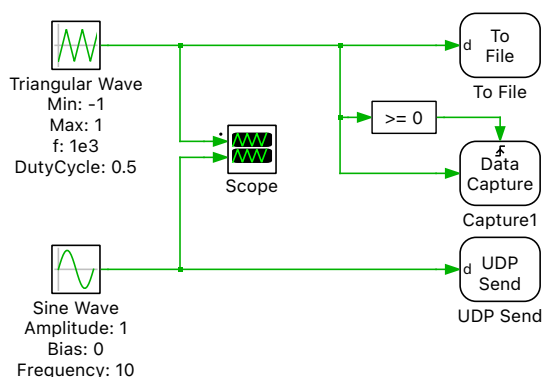 d To
File
To File
Triangular Wave
Min: -1
Max: 1
f: 1e3
DutyCycle: 0.5
>= 0
Scope
Data
Capture
Capture1
d UDP
Send
UDP Send
Sine Wave
Amplitude: 1
Bias: 0
Frequency: 10